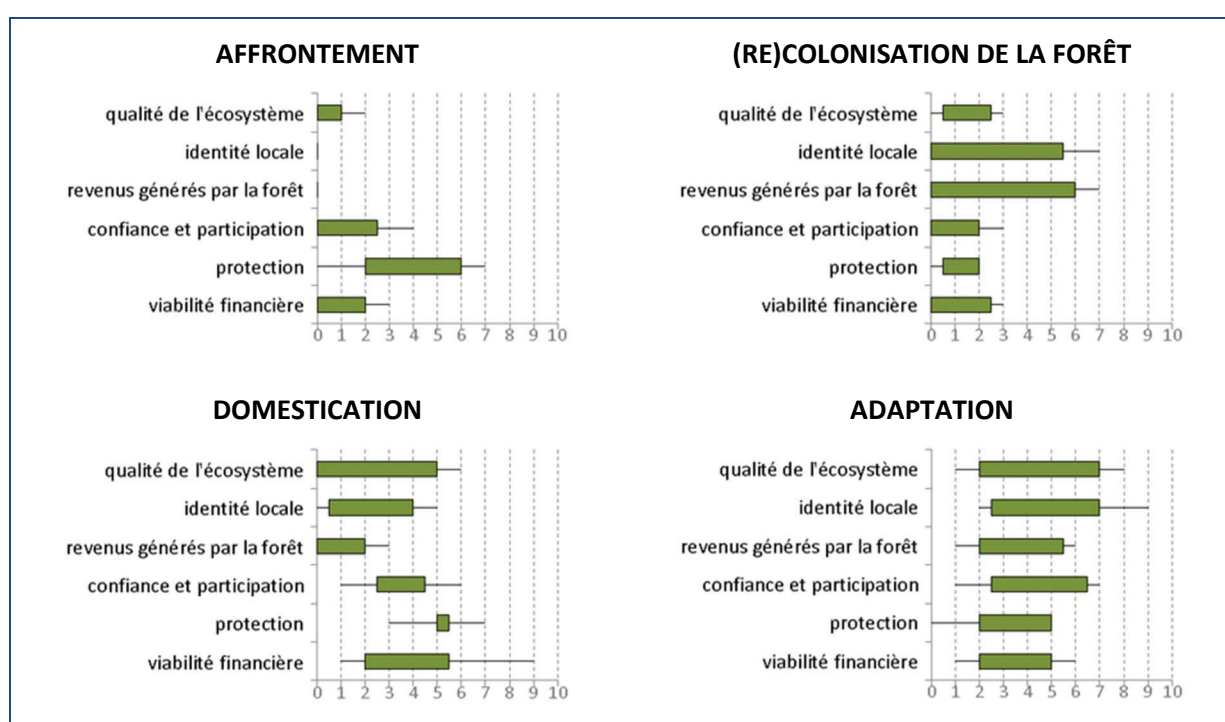 AFFRONTEMENT
qualité de l'écosystème
identité locale
revenus générés par la forêt
confiance et participation
protection
viabilité financière
0 1 2 3 4 5 6 7 8 9 10
(RE)COLONISATION DE LA FORÊT
qualité de l'écosystème
identité locale
revenus générés par la forêt
confiance et participation
protection
viabilité financière
0 1 2 3 4 5 6 7 8 9 10
DOMESTICATION
qualité de l'écosystème
identité locale
revenus générés par la forêt
confiance et participation
protection
viabilité financière
0 1 2 3 4 5 6 7 8 9 10
ADAPTATION
qualité de l'écosystème
identité locale
revenus générés par la forêt
confiance et participation
protection
viabilité financière
0 1 2 3 4 5 6 7 8 9 10